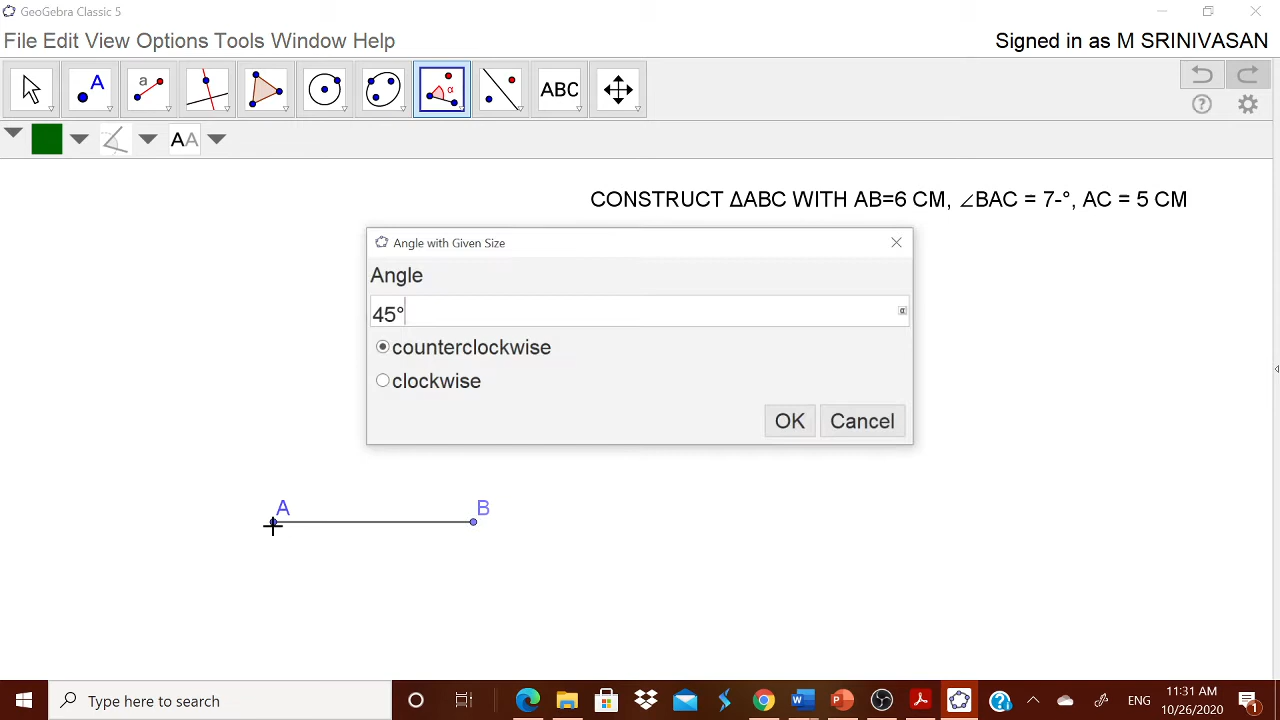 GeoGebra Classic 5
File Edit View Options Tools Window Help
Signed in as M SRINIVASAN
A
a
α
ABC
AA
CONSTRUCT ΔABC WITH AB=6 CM, ∠BAC = 7-°, AC = 5 CM
Angle with Given Size
Angle
45°
α
counterclockwise
clockwise
OK
Cancel
A
B
Type here to search
ENG
11:31 AM
10/26/2020
1